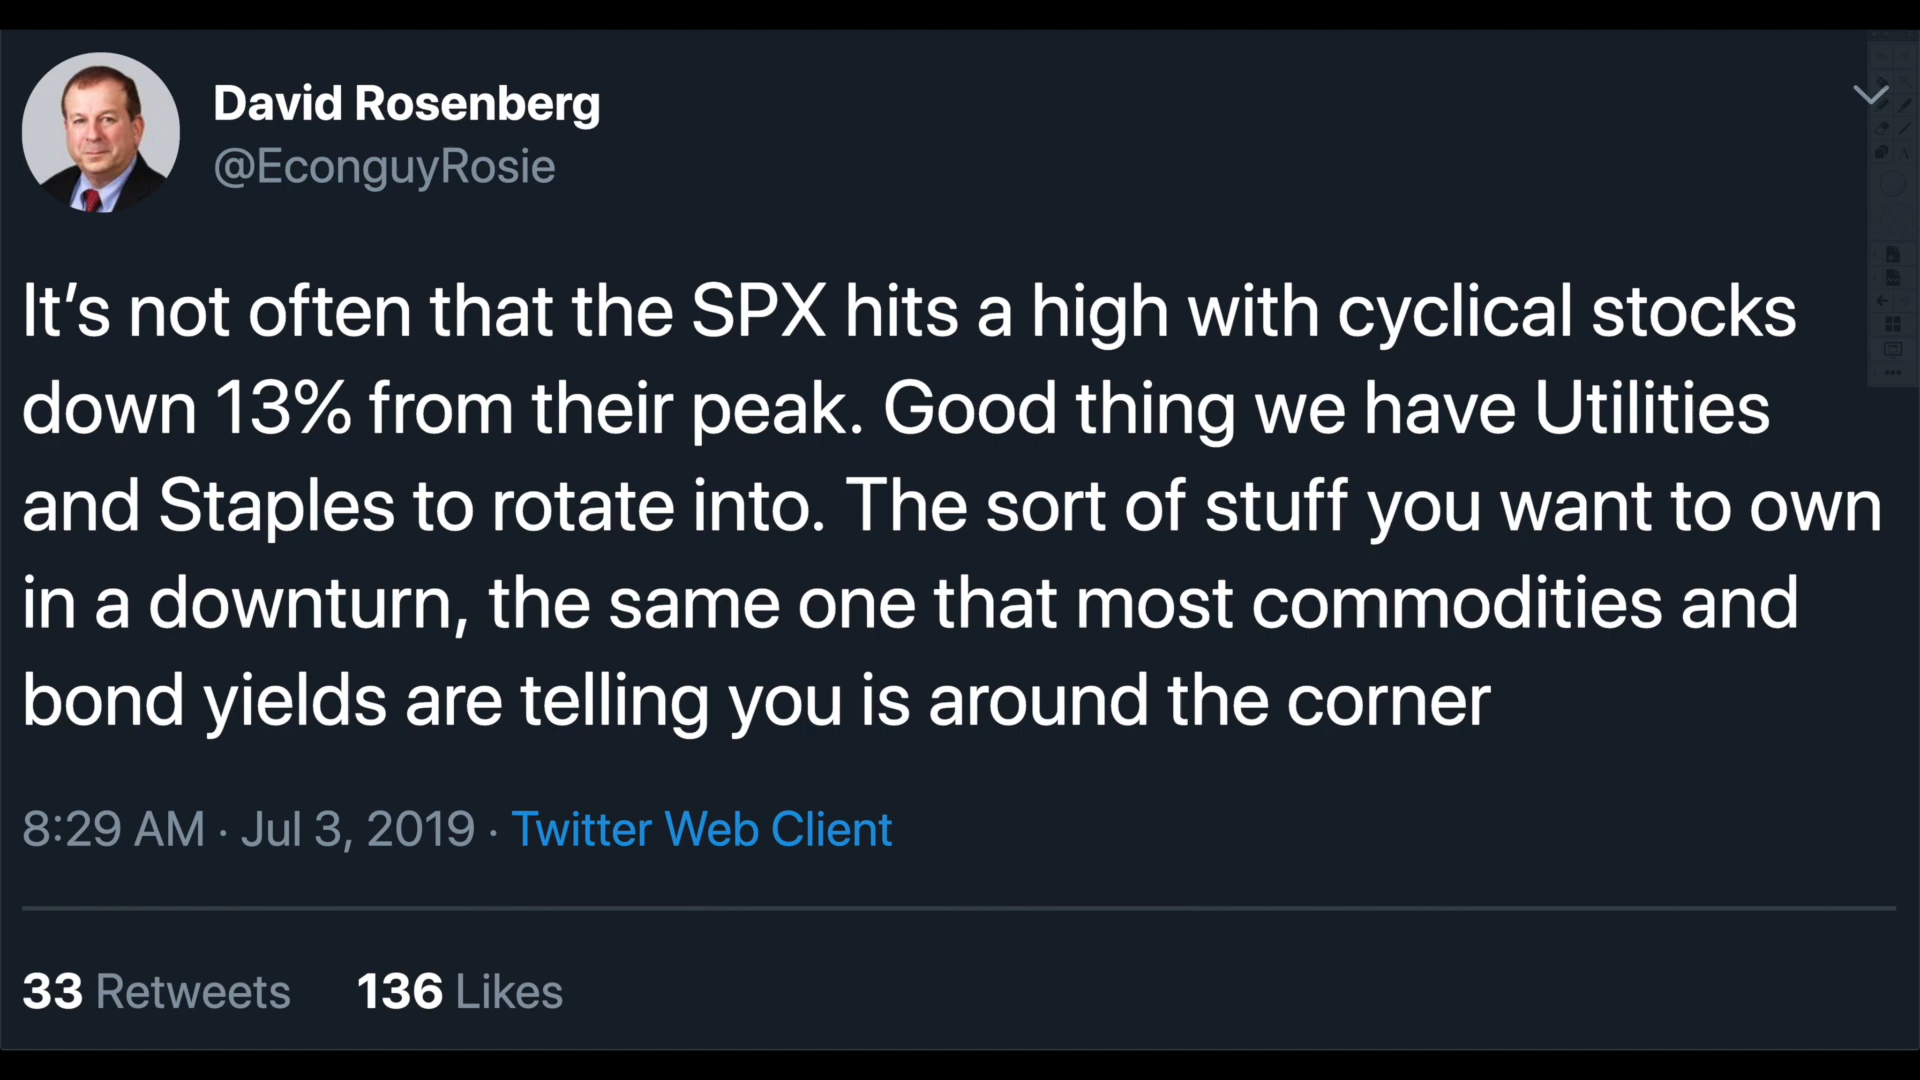 David Rosenberg
@EconguyRosie
It’s not often that the SPX hits a high with cyclical stocks
down 13% from their peak. Good thing we have Utilities
and Staples to rotate into. The sort of stuff you want to own
in a downturn, the same one that most commodities and
bond yields are telling you is around the corner
8:29 AM · Jul 3, 2019 · Twitter Web Client
33 Retweets 136 Likes